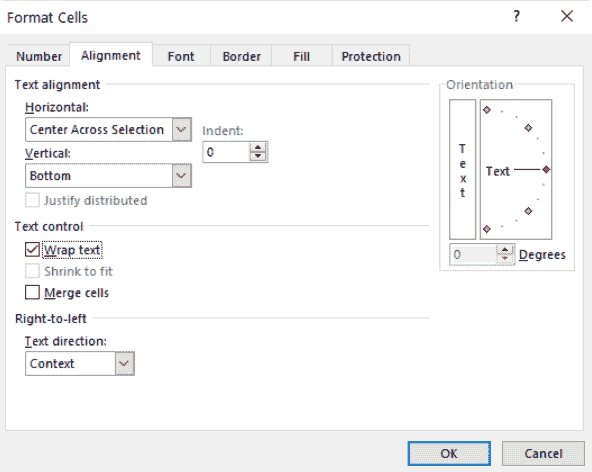 Format Cells ? ×
Number Alignment Font Border Fill Protection
Text alignment
Horizontal:
Center Across Selection
Indent:
0
Vertical:
Bottom
Justify distributed
Text control
Wrap text
Shrink to fit
Merge cells
Right-to-left
Text direction:
Context
Orientation
Text
Text
0 Degrees
OK Cancel